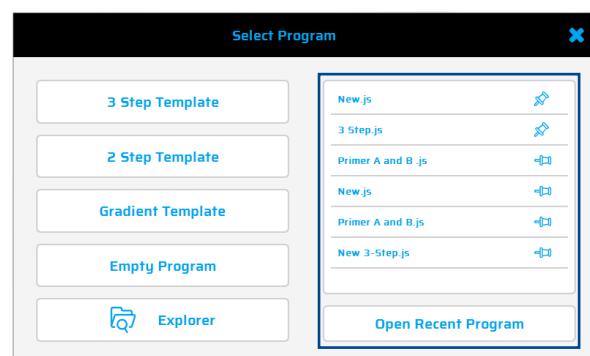 Select Program
3 Step Template
2 Step Template
Gradient Template
Empty Program
Explorer
New.js
3 Step.js
Primer A and B .js
New.js
Primer A and B.js
New 3-Step.js
Open Recent Program